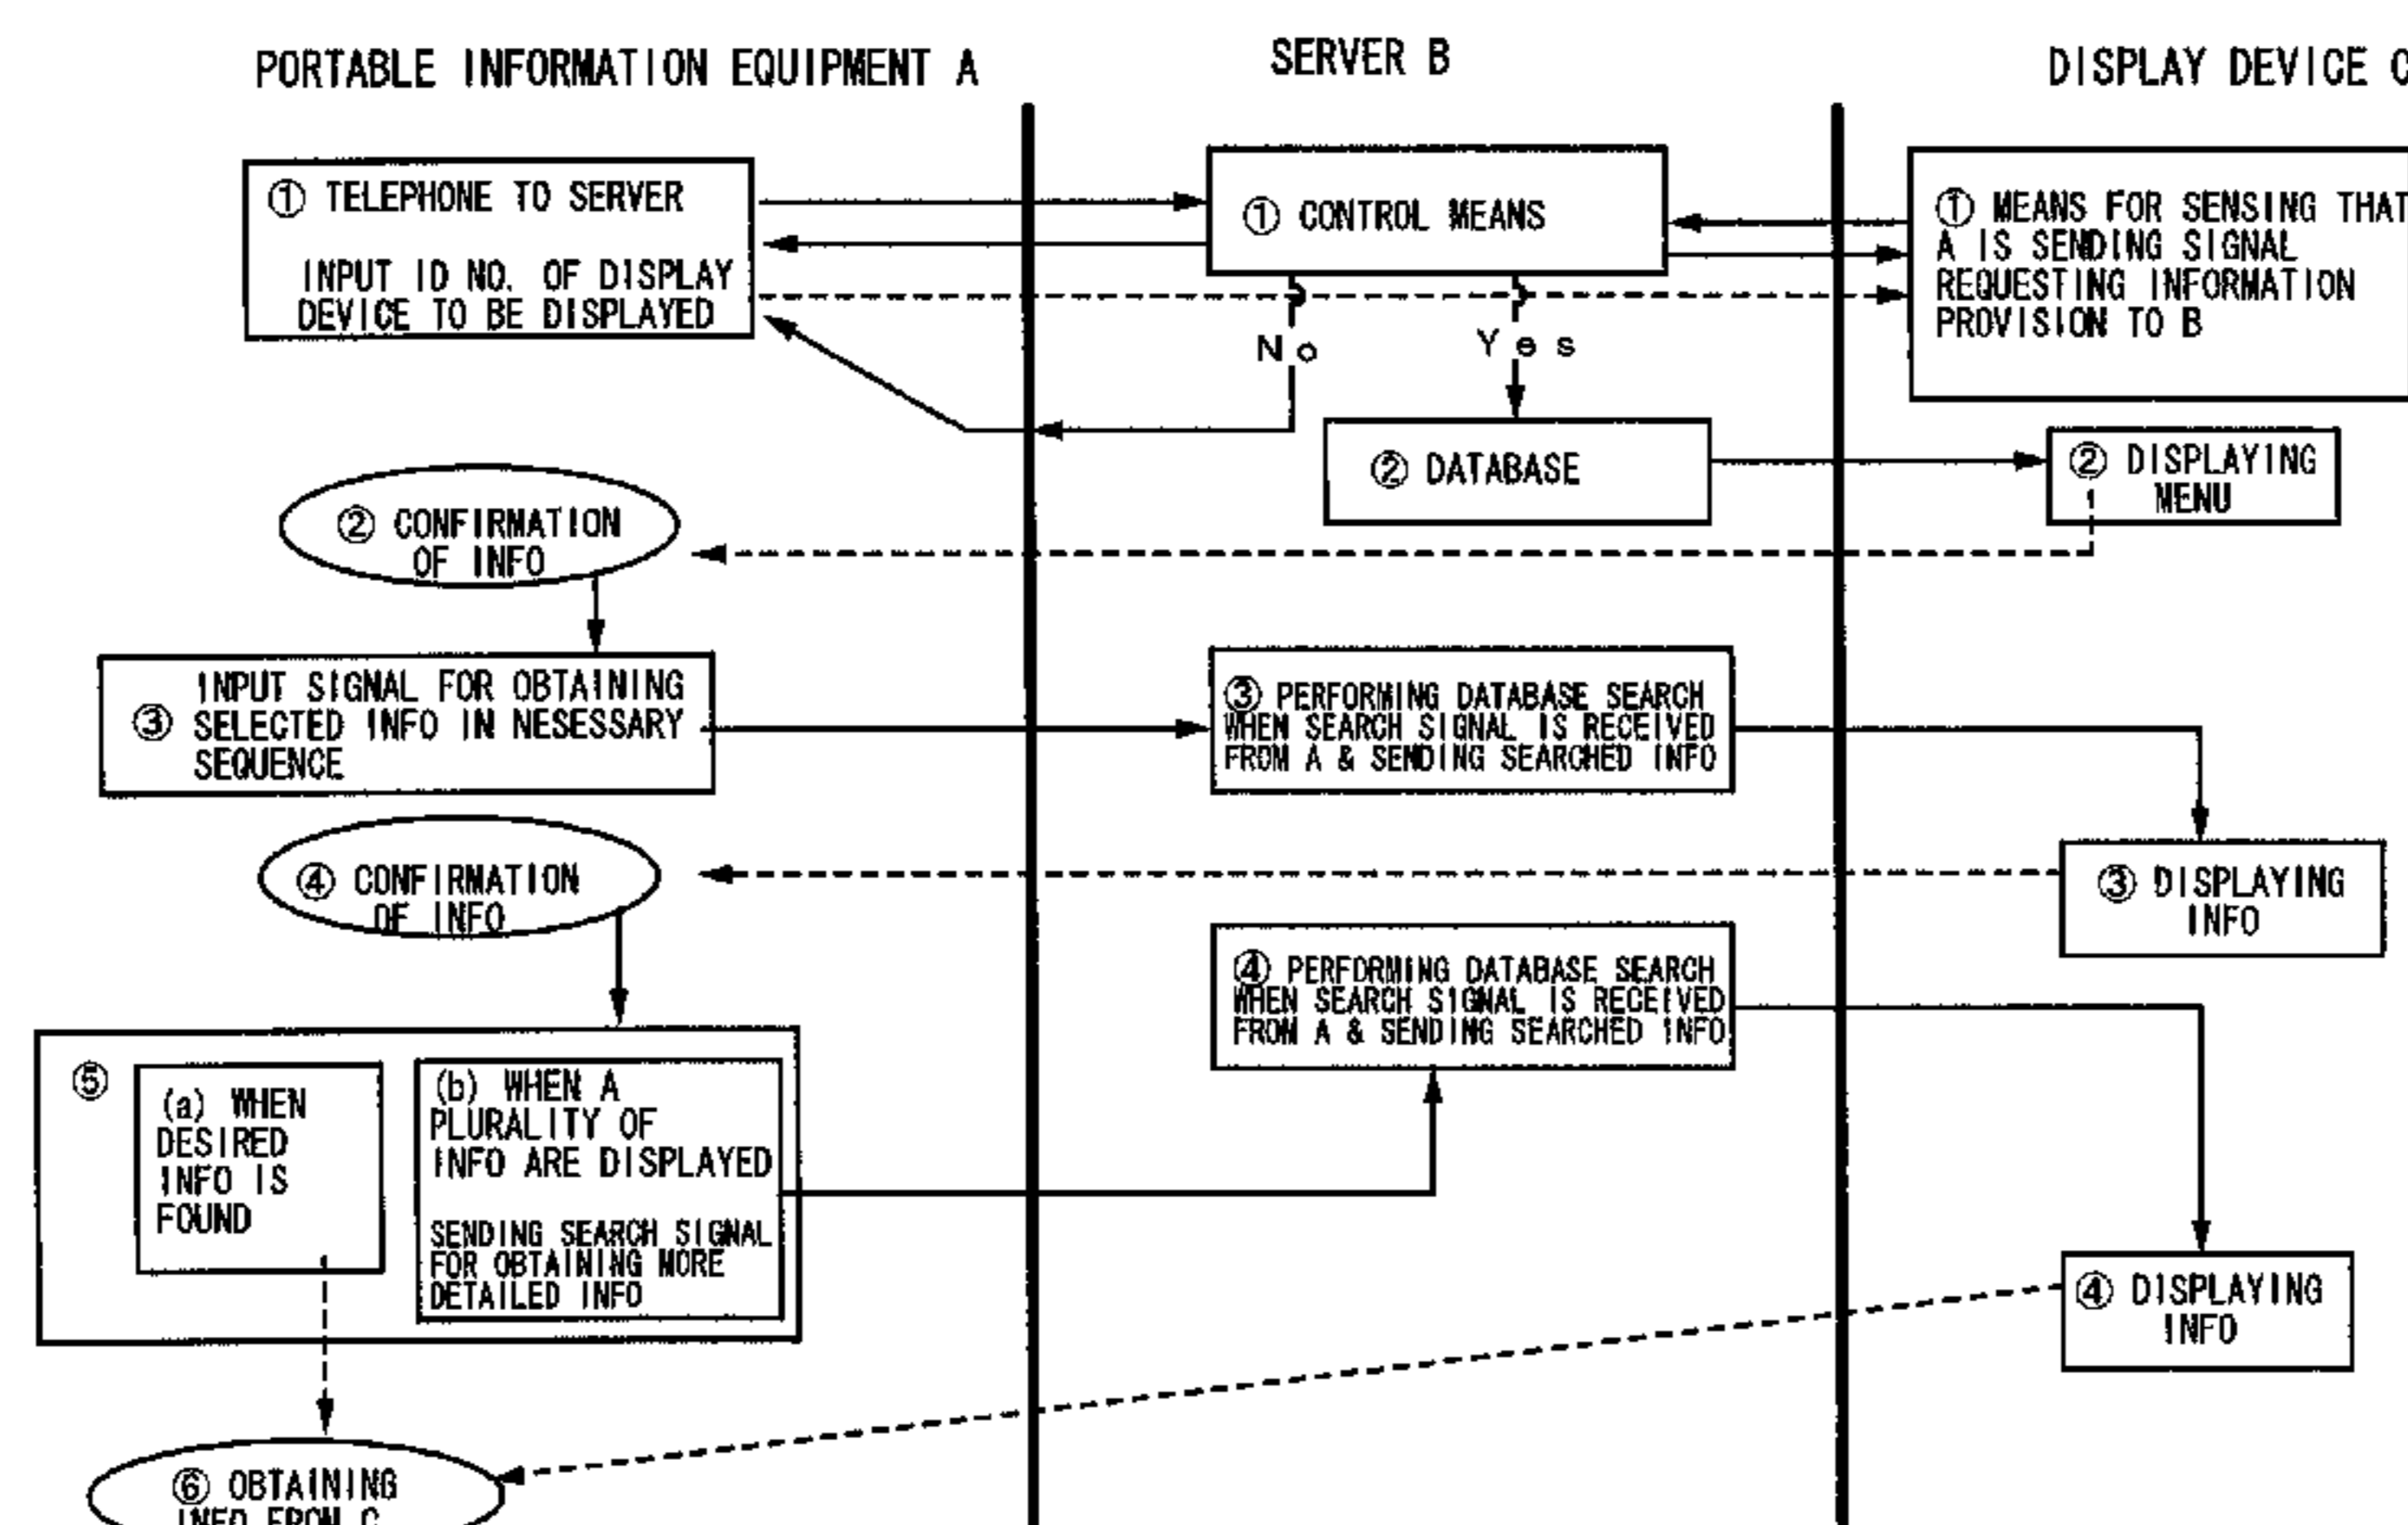 PORTABLE INFORMATION EQUIPMENT A
SERVER B
DISPLAY DEVICE C
① TELEPHONE TO SERVER
INPUT ID NO. OF DISPLAY
DEVICE TO BE DISPLAYED
① CONTROL MEANS
① MEANS FOR SENSING THAT
A IS SENDING SIGNAL
REQUESTING INFORMATION
PROVISION TO B
No
Yes
② DATABASE
② DISPLAYING
MENU
② CONFIRMATION
OF INFO
③ INPUT SIGNAL FOR OBTAINING
SELECTED INFO IN NESESSARY
SEQUENCE
③ PERFORMING DATABASE SEARCH
WHEN SEARCH SIGNAL IS RECEIVED
FROM A & SENDING SEARCHED INFO
③ DISPLAYING
INFO
④ CONFIRMATION
OF INFO
④ PERFORMING DATABASE SEARCH
WHEN SEARCH SIGNAL IS RECEIVED
FROM A & SENDING SEARCHED INFO
④ DISPLAYING
INFO
⑤
(a) WHEN
DESIRED
INFO IS
FOUND
(b) WHEN A
PLURALITY OF
INFO ARE DISPLAYED
SENDING SEARCH SIGNAL
FOR OBTAINING MORE
DETAILED INFO
⑥ OBTAINING
INFO FROM C